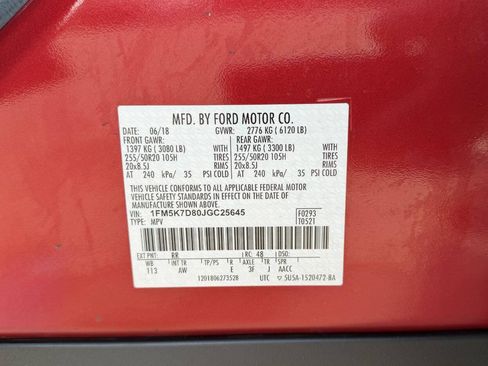 MFD. BY FORD MOTOR CO.
DATE: 06/18 GVWR: 2776 KG ( 6120 LB)
FRONT GAWR: REAR GAWR:
1397 KG ( 3080 LB) WITH 1497 KG ( 3300 LB) WITH
255/50R20 105H TIRES 255/50R20 105H TIRES
20x8.5J RIMS 20x8.5J RIMS
AT 240 kPa/ 35 PSI COLD AT 240 kPa/ 35 PSI COLD
THIS VEHICLE CONFORMS TO ALL APPLICABLE FEDERAL MOTOR
VEHICLE SAFETY STANDARDS IN EFFECT ON THE DATE OF
MANUFACTURE SHOWN ABOVE.
VIN: 1FM5K7D80JGC25645 F0293
TYPE: MPV T0521
EXT PNT: RR RC: 48 DSO:
WB INT TR TP/PS R AXLE TR S
113 AW E 3F J AACC
12018062735​28 UTC 5U5A-1520472-BA